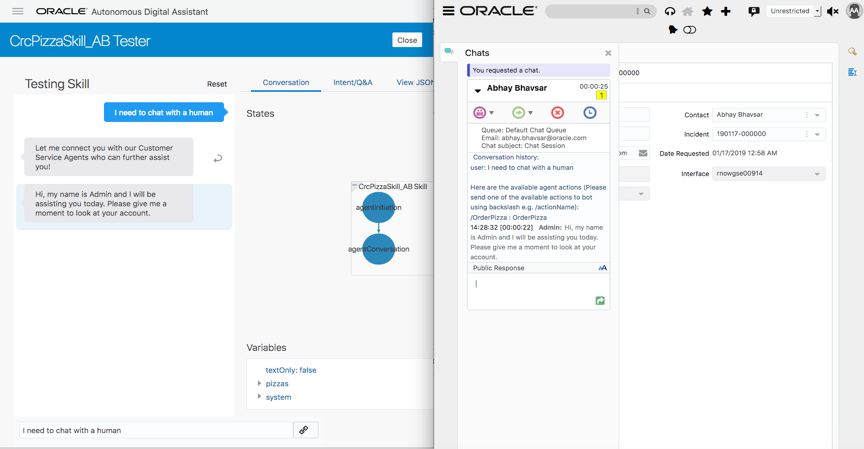 ORACLE Autonomous Digital Assistant
CrcPizzaSkill_AB Tester
Close
Testing Skill
Reset
I need to chat with a human
Let me connect you with our Customer
Service Agents who can further assist
you!
Hi, my name is Admin and I will be
assisting you today. Please give me a
moment to look at your account.
I need to chat with a human
Conversation
Intent/Q&A
View JSON
States
CrcPizzaSkill_AB Skill
agentInitiation
agentConversation
Variables
textOnly: false
pizzas
system
ORACLE
Unrestricted
AA
Chats
You requested a chat.
Abhay Bhavsar
00:00:25
1
Queue: Default Chat Queue
Email: abhay.bhavsar@oracle.com
Chat subject: Chat Session
Conversation history:
user: I need to chat with a human
Here are the available agent actions (Please
send one of the available actions to bot
using backslash e.g. /actionName):
/OrderPizza : OrderPizza
14:28:32 [00:00:22] Admin: Hi, my name
is Admin and I will be assisting you today.
Please give me a moment to look at your
account.
Public Response
AA
00000
om
Contact Abhay Bhavsar
Incident 190117-000000
Date Requested 01/17/2019 12:58 AM
Interface rnowgse00914